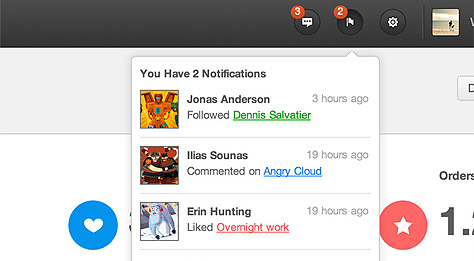 3
2
D
You Have 2 Notifications
Jonas Anderson 3 hours ago
Followed Dennis Salvatier
Ilias Sounas 19 hours ago
Commented on Angry Cloud
Orders
Erin Hunting 19 hours ago
Liked Overnight work
1.2